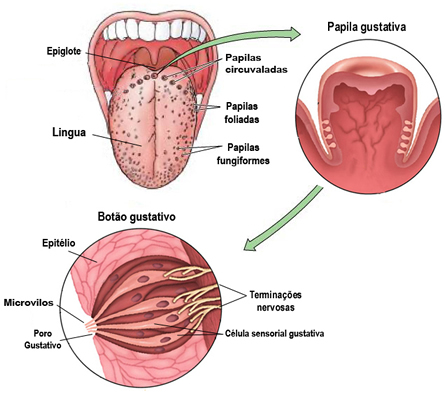 Papila gustativa
Epiglote
Papilas
circuvaladas
Papilas
foliadas
Lingua
Papilas
fungiformes
Botão gustativo
Epitélio
Microvilos
Terminações
nervosas
Poro
Gustativo
Célula sensorial gustativa